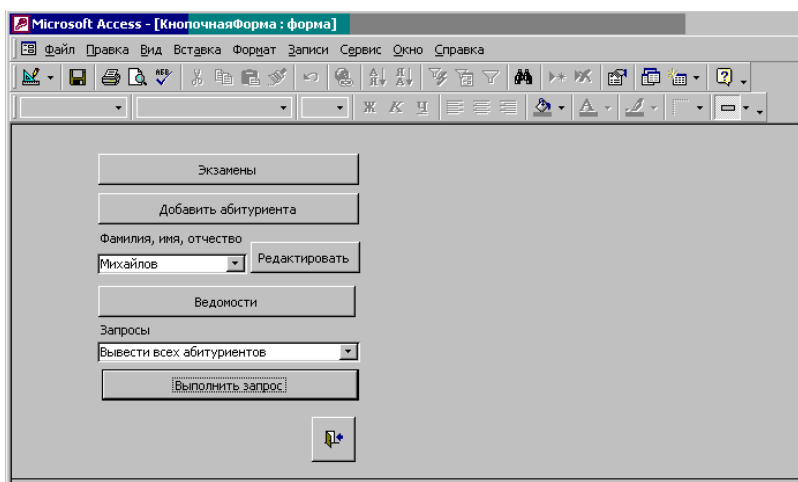 Microsoft Access - [КнопочнаяФорма : форма]
Файл Правка Вид Вставка Формат Записи Сервис Окно Справка
Ж К Ч
Экзамены
Добавить абитуриента
Фамилия, имя, отчество
Михайлов
Редактировать
Ведомости
Запросы
Вывести всех абитуриентов
Выполнить запрос